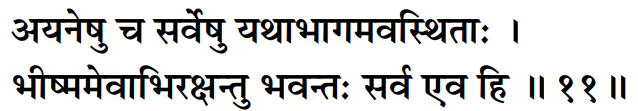 अयनेषु च सर्वेषु यथाभागमवस्थिताः ।
भीष्ममेवाभिरक्षन्तु भवन्तः सर्व एव हि ॥ ११॥